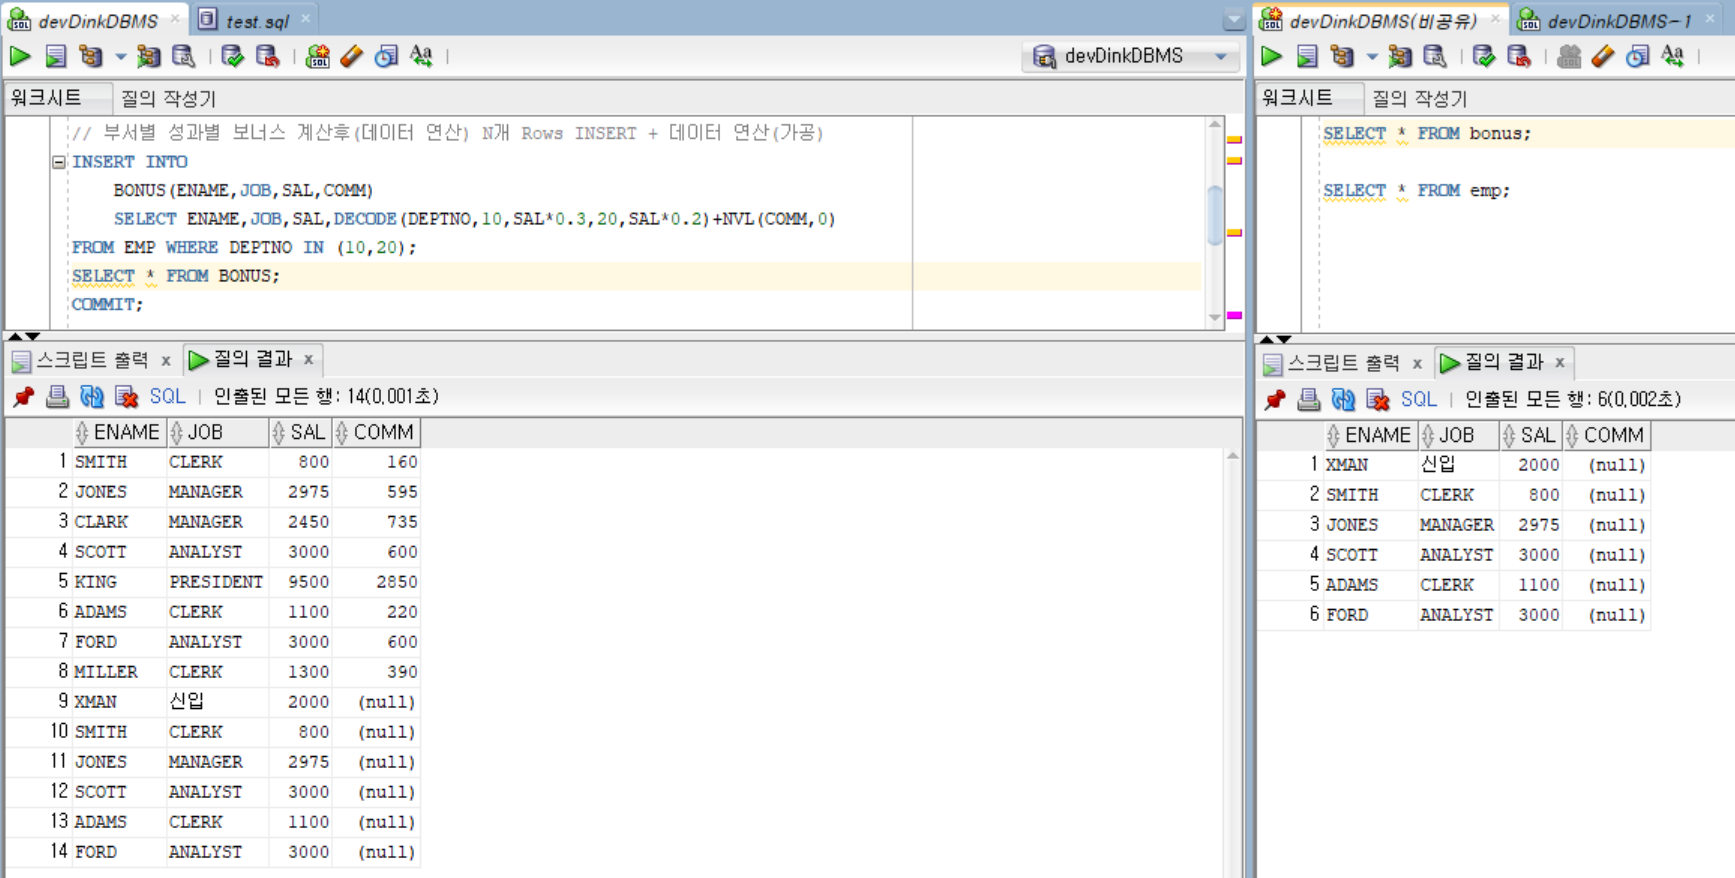 devDinkDBMS × test.sql ×
devDinkDBMS
워크시트 질의 작성기
// 부서별 성과별 보너스 계산후(데이터 연산) N개 Rows INSERT + 데이터 연산(가공)
INSERT INTO
BONUS(ENAME,JOB,SAL,COMM)
SELECT ENAME,JOB,SAL,DECODE(DEPTNO,10,SAL*0.3,20,SAL*0.2)+NVL(COMM,0)
FROM EMP WHERE DEPTNO IN (10,20);
SELECT * FROM BONUS;
COMMIT;
스크립트 출력 x 질의 결과 x
SQL | 인출된 모든 행: 14(0,001초)
ENAME JOB SAL COMM
1 SMITH CLERK 800 160
2 JONES MANAGER 2975 595
3 CLARK MANAGER 2450 735
4 SCOTT ANALYST 3000 600
5 KING PRESIDENT 9500 2850
6 ADAMS CLERK 1100 220
7 FORD ANALYST 3000 600
8 MILLER CLERK 1300 390
9 XMAN 신입 2000 (null)
10 SMITH CLERK 800 (null)
11 JONES MANAGER 2975 (null)
12 SCOTT ANALYST 3000 (null)
13 ADAMS CLERK 1100 (null)
14 FORD ANALYST 3000 (null)
devDinkDBMS(비공유) × devDinkDBMS~1 ×
워크시트 질의 작성기
SELECT * FROM bonus;
SELECT * FROM emp;
스크립트 출력 x 질의 결과 x
SQL | 인출된 모든 행: 6(0,002초)
ENAME JOB SAL COMM
1 XMAN 신입 2000 (null)
2 SMITH CLERK 800 (null)
3 JONES MANAGER 2975 (null)
4 SCOTT ANALYST 3000 (null)
5 ADAMS CLERK 1100 (null)
6 FORD ANALYST 3000 (null)